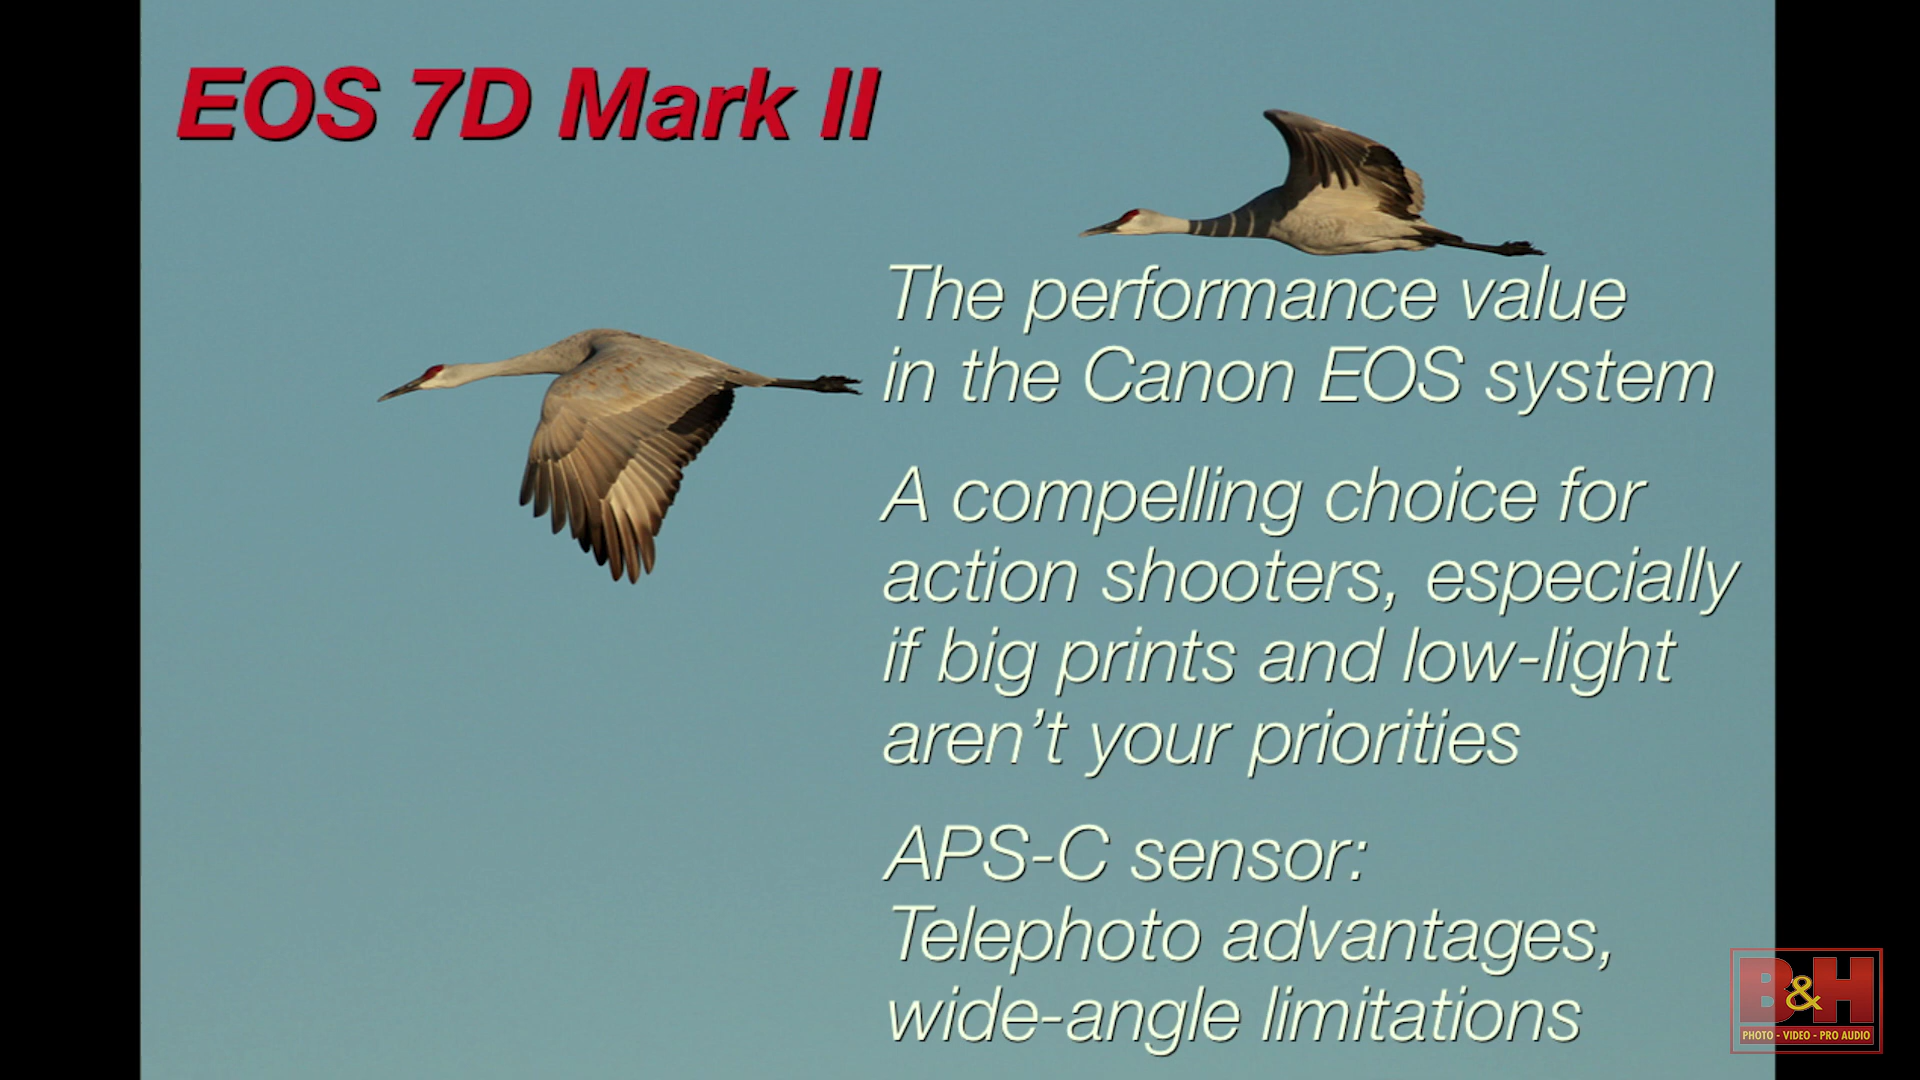 EOS 7D Mark II
The performance value
in the Canon EOS system
A compelling choice for
action shooters, especially
if big prints and low-light
aren’t your priorities
APS-C sensor:
Telephoto advantages,
wide-angle limitations
B&H
PHOTO - VIDEO - PRO AUDIO